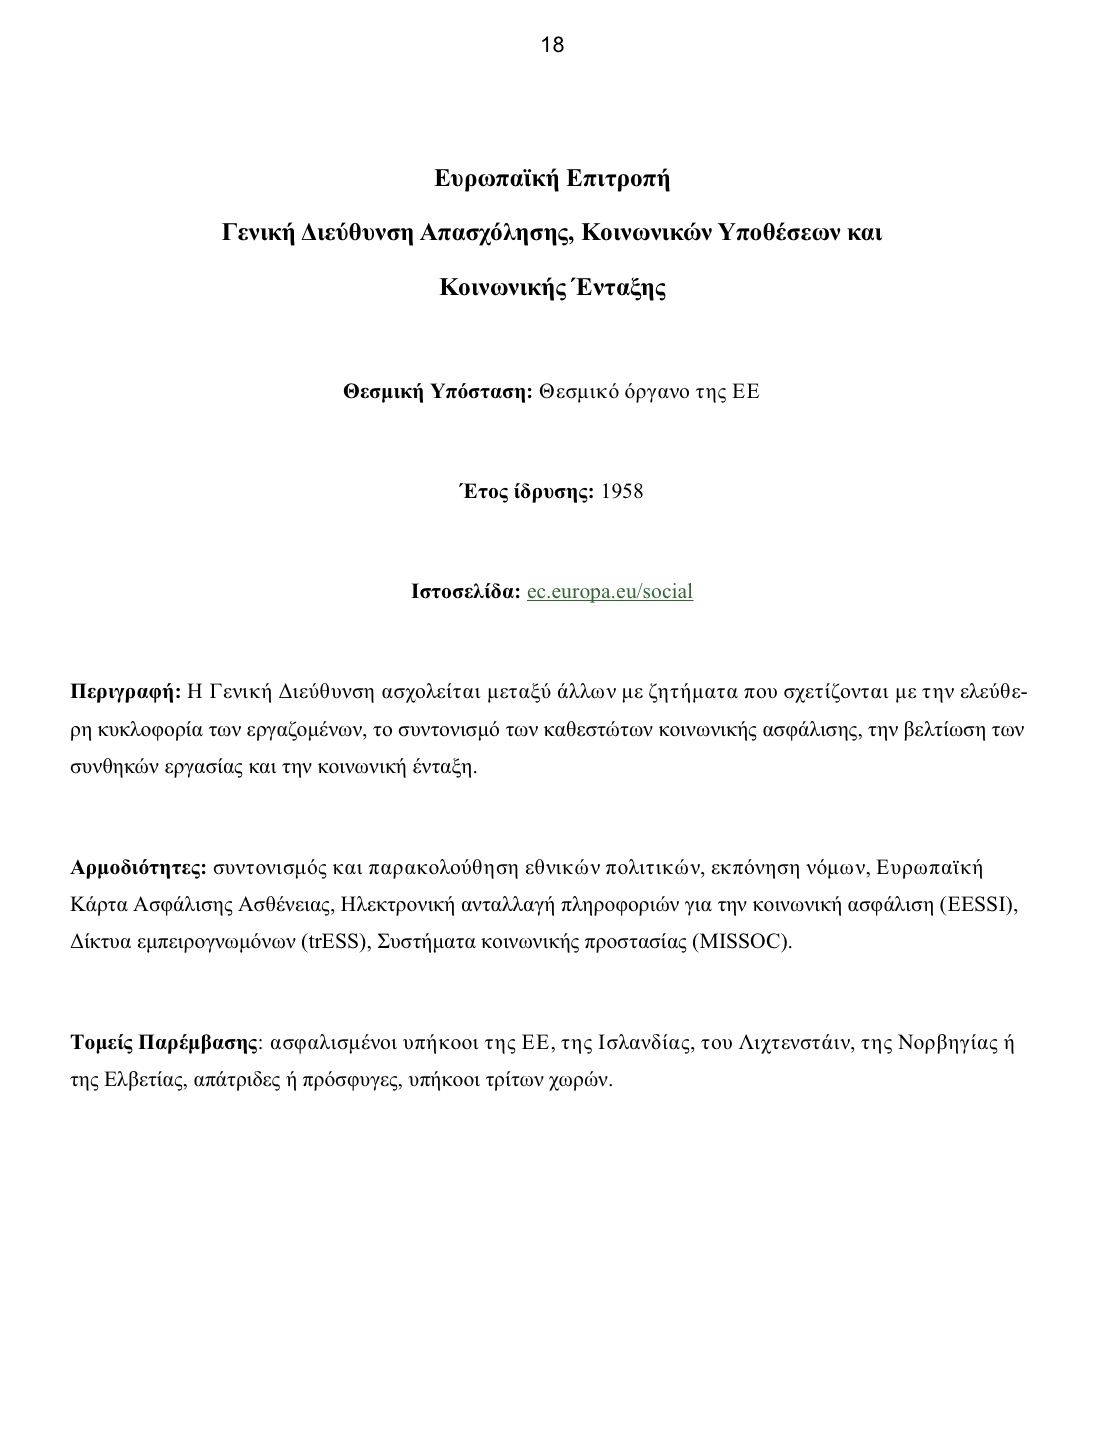 18
Ευρωπαϊκή Επιτροπή
Γενική Διεύθυνση Απασχόλησης, Κοινωνικών Υποθέσεων και
Κοινωνικής Ένταξης
Θεσμική Υπόσταση: Θεσμικό όργανο της ΕΕ
Έτος ίδρυσης: 1958
Ιστοσελίδα: ec.europa.eu/social
Περιγραφή: Η Γενική Διεύθυνση ασχολείται μεταξύ άλλων με ζητήματα που σχετίζονται με την ελεύθε-
ρη κυκλοφορία των εργαζομένων, το συντονισμό των καθεστώτων κοινωνικής ασφάλισης, την βελτίωση των
συνθηκών εργασίας και την κοινωνική ένταξη.
Αρμοδιότητες: συντονισμός και παρακολούθηση εθνικών πολιτικών, εκπόνηση νόμων, Ευρωπαϊκή
Κάρτα Ασφάλισης Ασθένειας, Ηλεκτρονική ανταλλαγή πληροφοριών για την κοινωνική ασφάλιση (EESSI),
Δίκτυα εμπειρογνωμόνων (trESS), Συστήματα κοινωνικής προστασίας (MISSOC).
Τομείς Παρέμβασης: ασφαλισμένοι υπήκοοι της ΕΕ, της Ισλανδίας, του Λιχτενστάιν, της Νορβηγίας ή
της Ελβετίας, απάτριδες ή πρόσφυγες, υπήκοοι τρίτων χωρών.